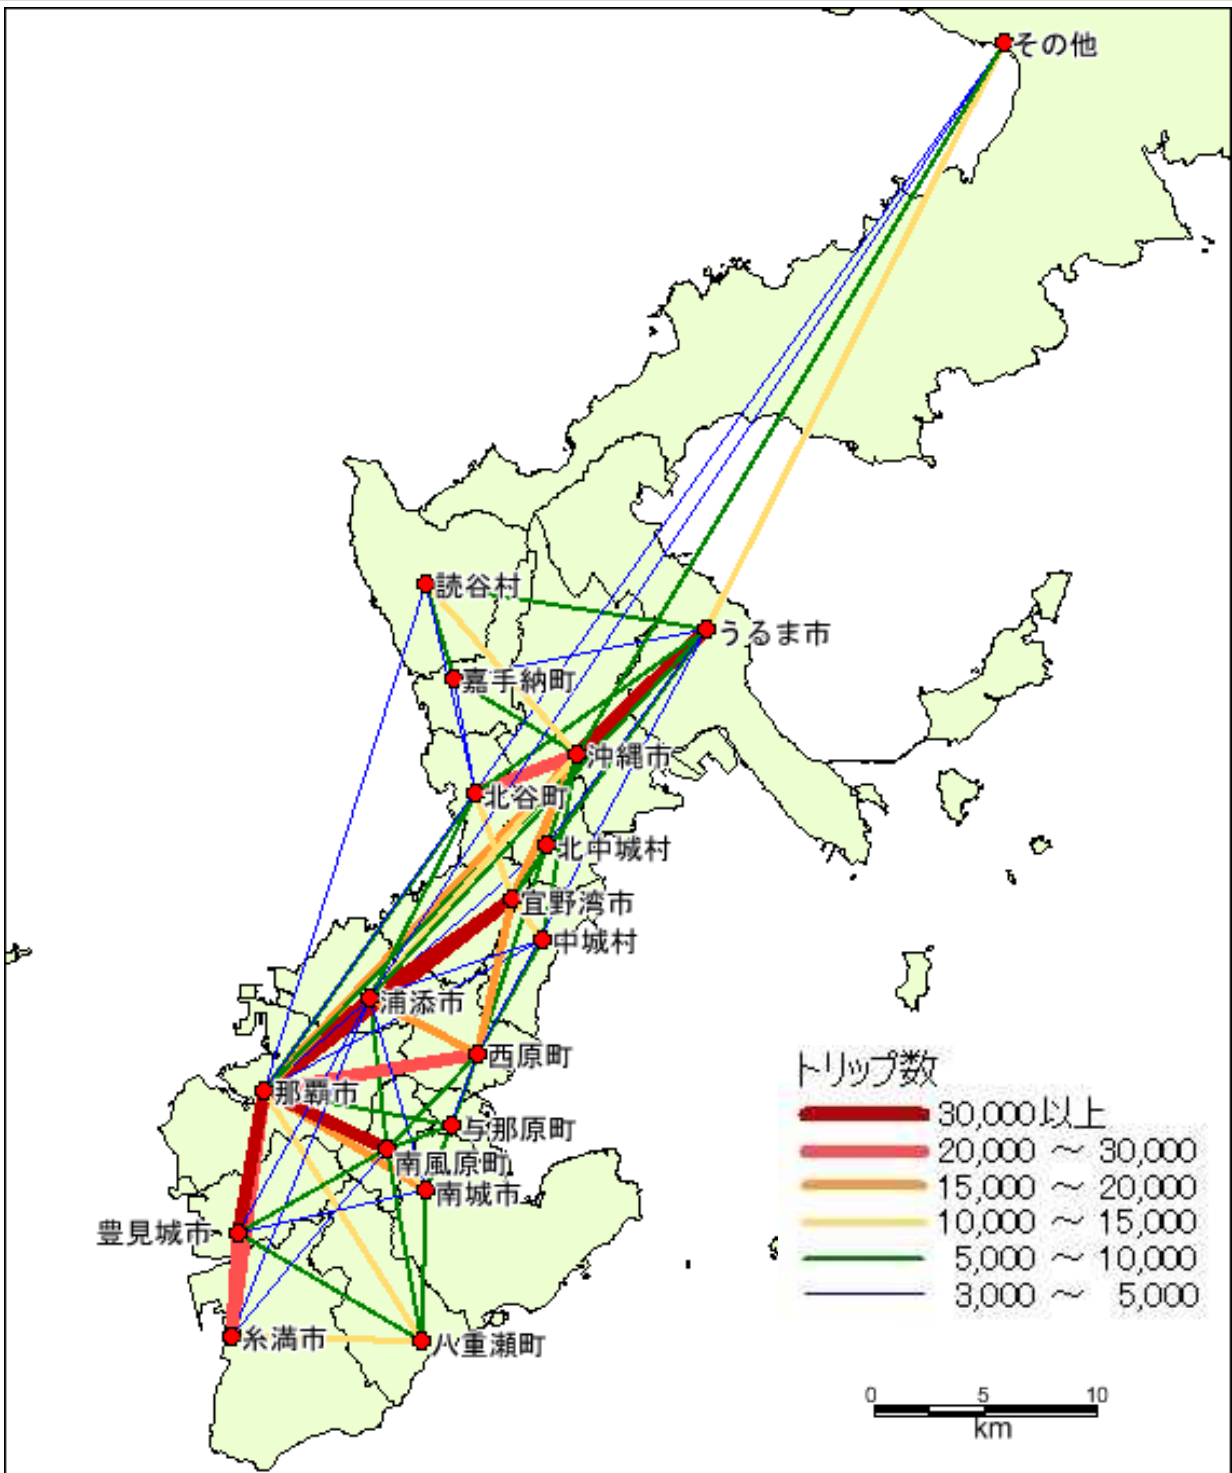 その他
読谷村
うるま市
嘉手納町
沖縄市
北谷町
北中城村
宜野湾市
中城村
浦添市
西原町
那覇市
与那原町
南風原町
南城市
豊見城市
糸満市
八重瀬町
トリップ数
30,000以上
20,000 ～ 30,000
15,000 ～ 20,000
10,000 ～ 15,000
5,000 ～ 10,000
3,000 ～ 5,000
0 5 10
km